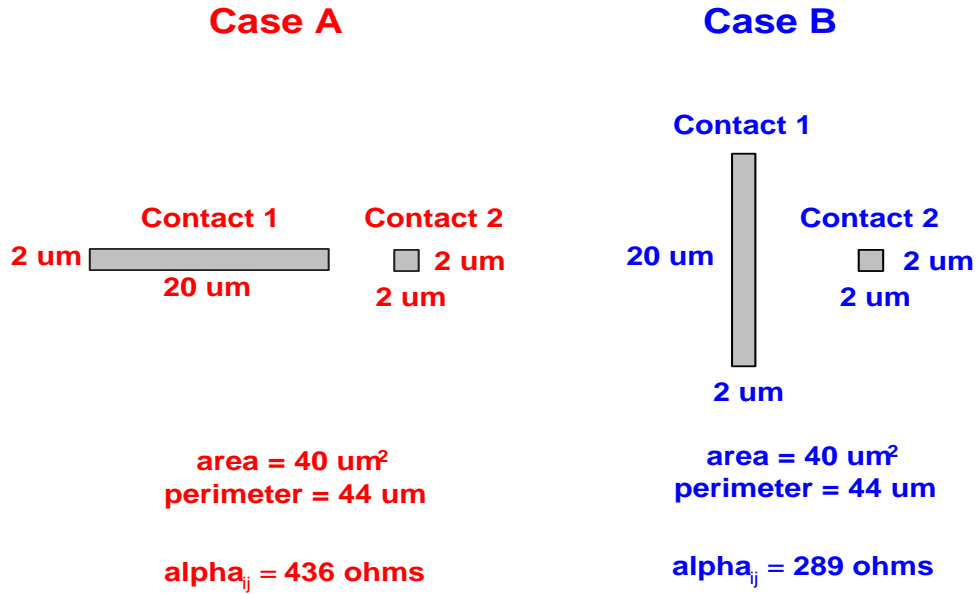 Case A
Contact 1
Contact 2
2 um
20 um
2 um
2 um
area = 40 um²
perimeter = 44 um
alphaij = 436 ohms
Case B
Contact 1
Contact 2
20 um
2 um
2 um
2 um
area = 40 um²
perimeter = 44 um
alphaij = 289 ohms